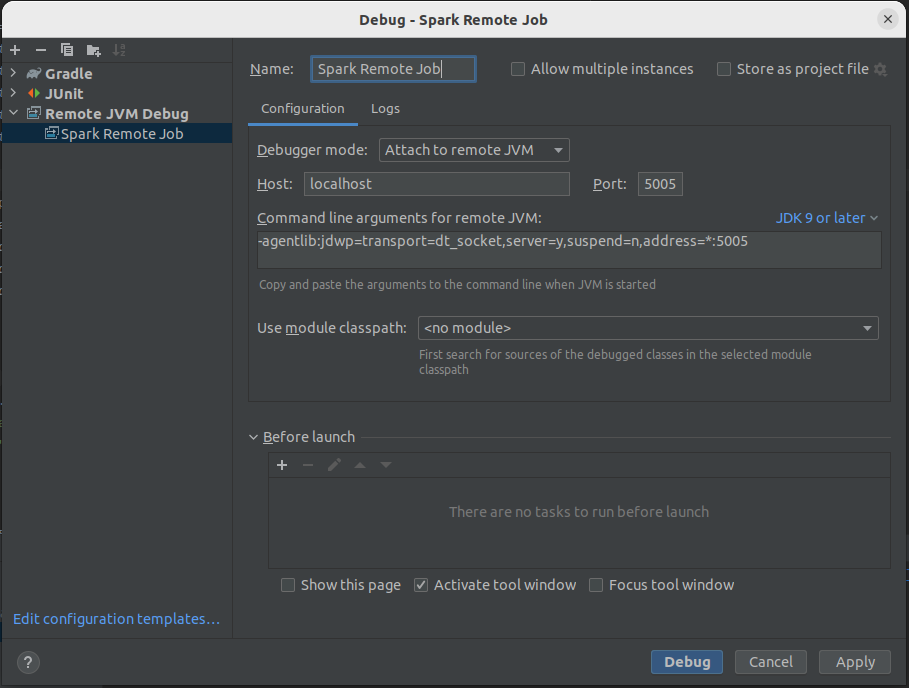 Debug - Spark Remote Job
Gradle
JUnit
Remote JVM Debug
Spark Remote Job
Edit configuration templates...
Name: Spark Remote Job Allow multiple instances Store as project file
Configuration Logs
Debugger mode: Attach to remote JVM
Host: localhost Port: 5005
Command line arguments for remote JVM: JDK 9 or later
-agentlib:jdwp=transport=dt_socket,server=y,suspend=n,address=*:5005
Copy and paste the arguments to the command line when JVM is started
Use module classpath: <no module>
First search for sources of the debugged classes in the selected module
classpath
Before launch
There are no tasks to run before launch
Show this page Activate tool window Focus tool window
? Debug Cancel Apply